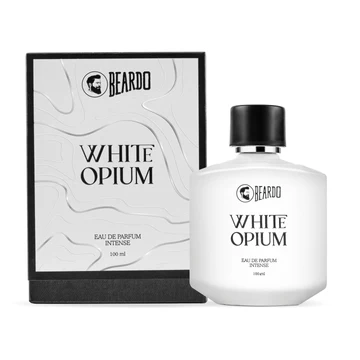 BEARDO
WHITE
OPIUM
EAU DE PARFUM
INTENSE
100 ml
BEARDO
WHITE
OPIUM
EAU DE PARFUM
INTENSE
100 ml